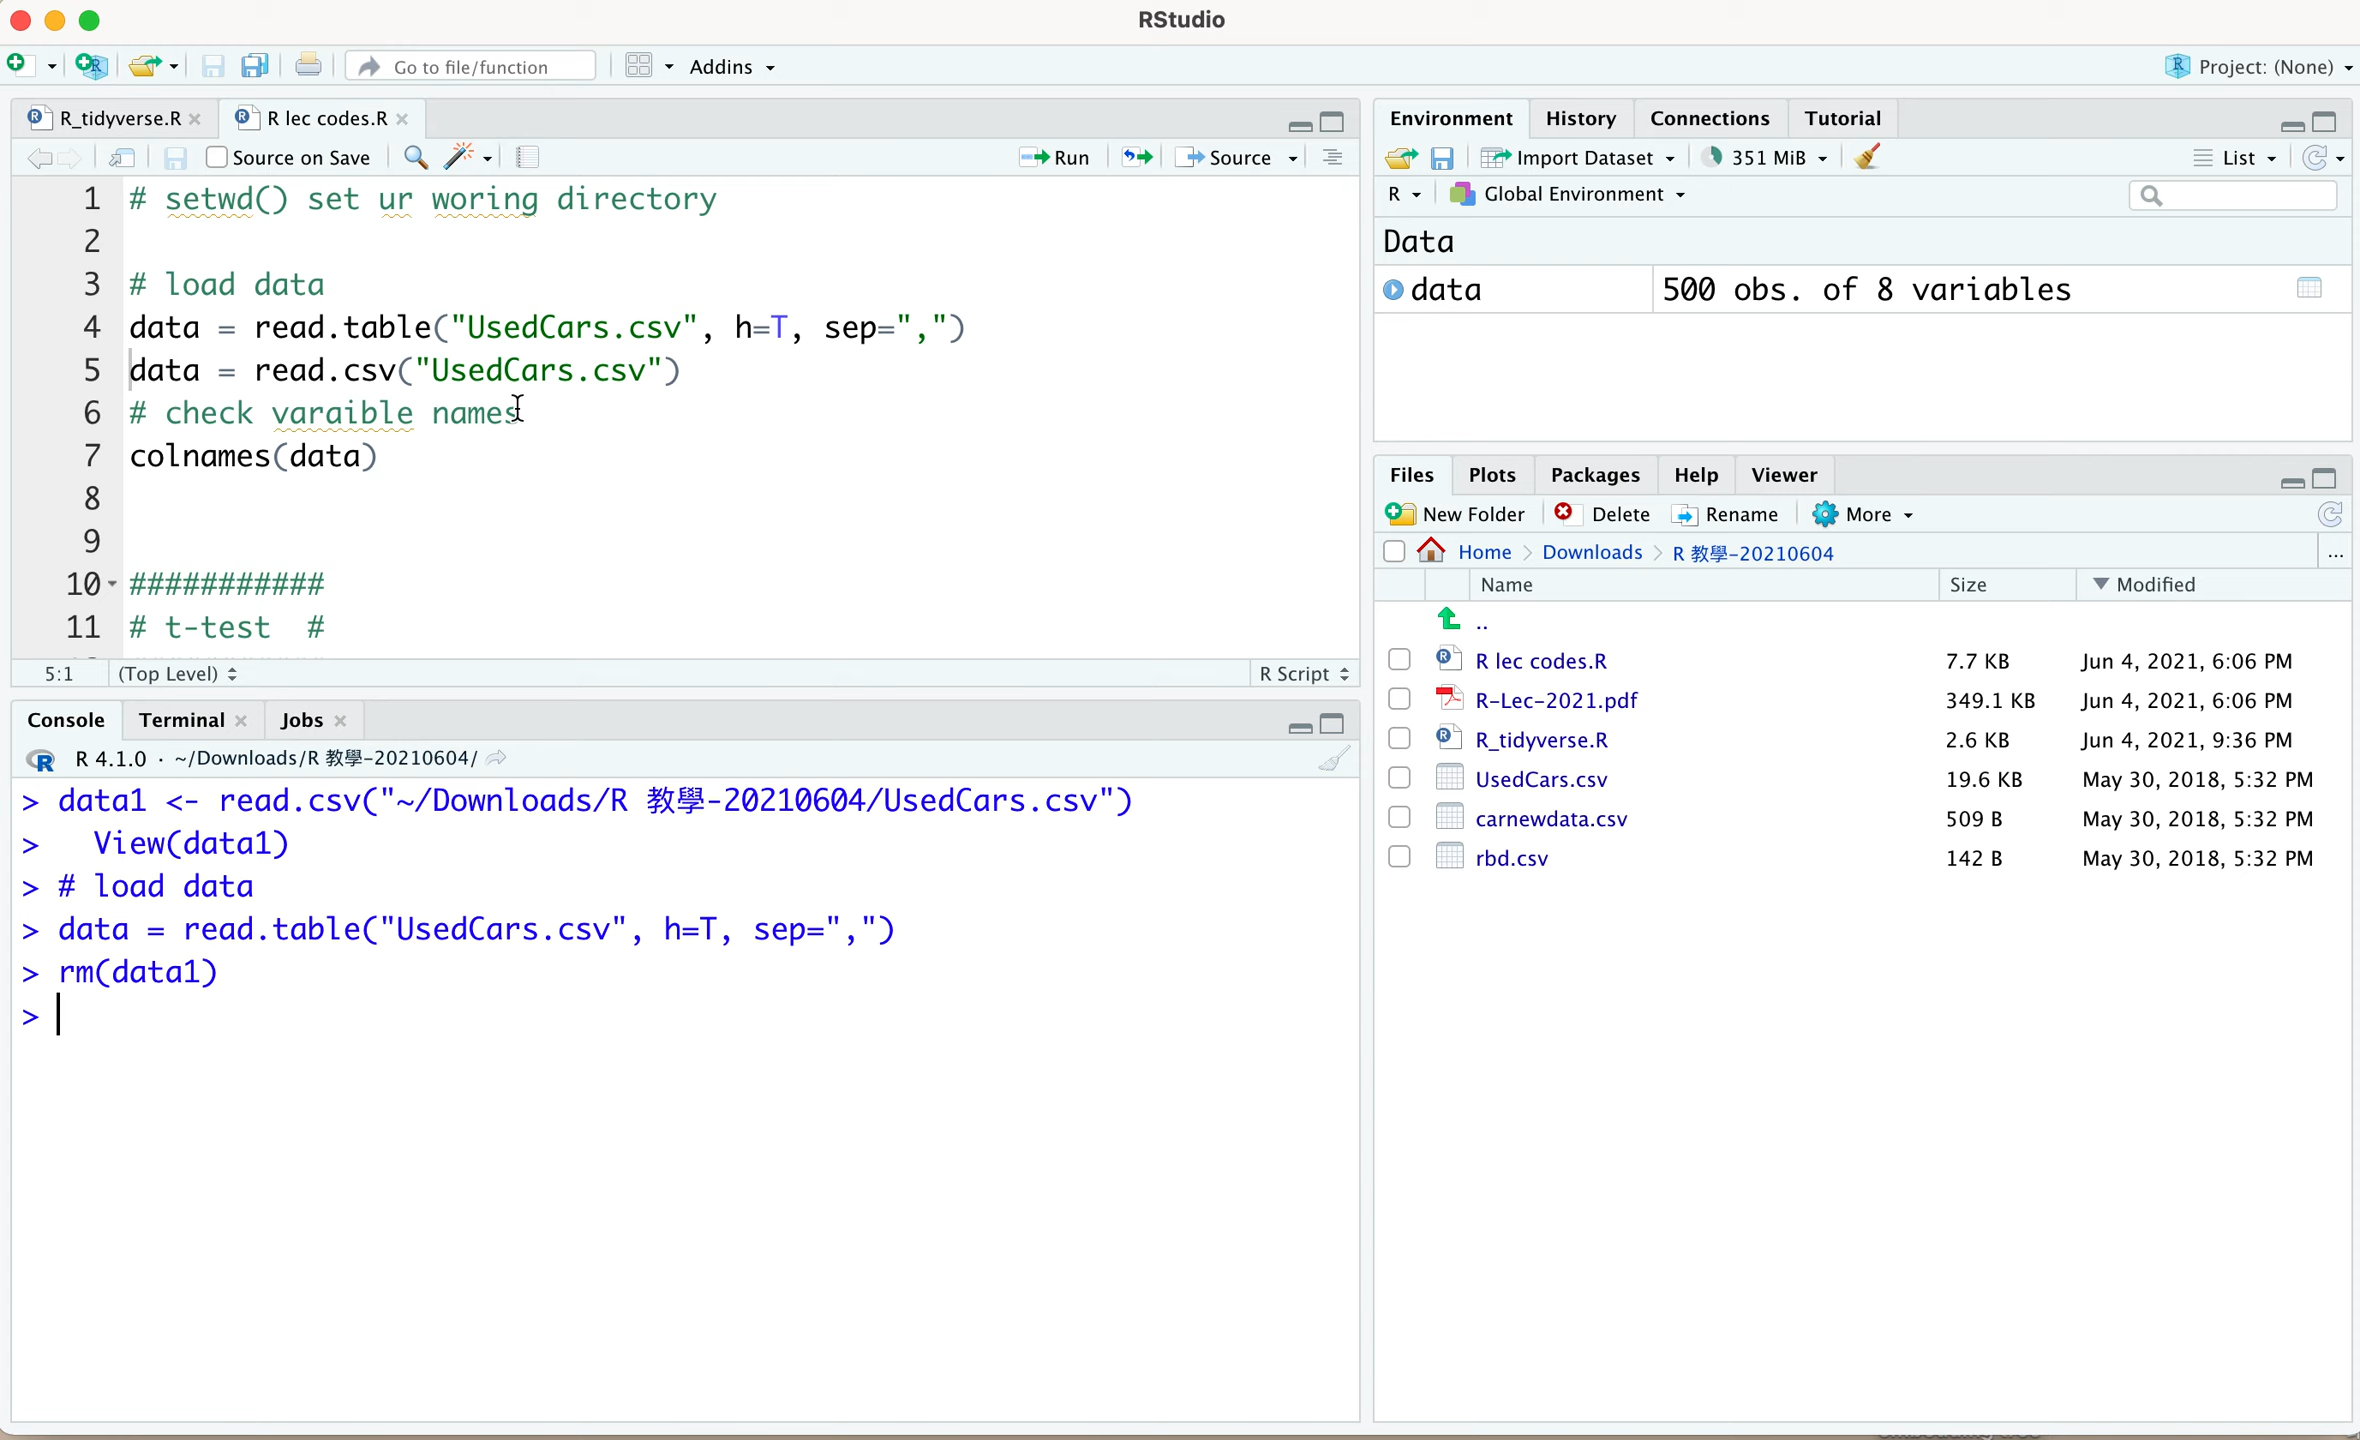 RStudio
Go to file/function
Addins
Project: (None)
R_tidyverse.R
R lec codes.R
Source on Save
Run
Source
1 # setwd() set ur woring directory
2
3 # load data
4 data = read.table("UsedCars.csv", h=T, sep=",")
5 data = read.csv("UsedCars.csv")
6 # check varaible names
7 colnames(data)
8
9
10 ###########
11 # t-test  #
5:1 (Top Level) R Script
Console Terminal Jobs
R 4.1.0 · ~/Downloads/R 教學-20210604/
> data1 <- read.csv("~/Downloads/R 教學-20210604/UsedCars.csv")
>   View(data1)
> # load data
> data = read.table("UsedCars.csv", h=T, sep=",")
> rm(data1)
>
Environment History Connections Tutorial
Import Dataset 351 MiB List
R Global Environment
Data
data 500 obs. of 8 variables
Files Plots Packages Help Viewer
New Folder Delete Rename More
Home > Downloads > R 教學-20210604 ...
Name Size Modified
..
R lec codes.R 7.7 KB Jun 4, 2021, 6:06 PM
R-Lec-2021.pdf 349.1 KB Jun 4, 2021, 6:06 PM
R_tidyverse.R 2.6 KB Jun 4, 2021, 9:36 PM
UsedCars.csv 19.6 KB May 30, 2018, 5:32 PM
carnewdata.csv 509 B May 30, 2018, 5:32 PM
rbd.csv 142 B May 30, 2018, 5:32 PM